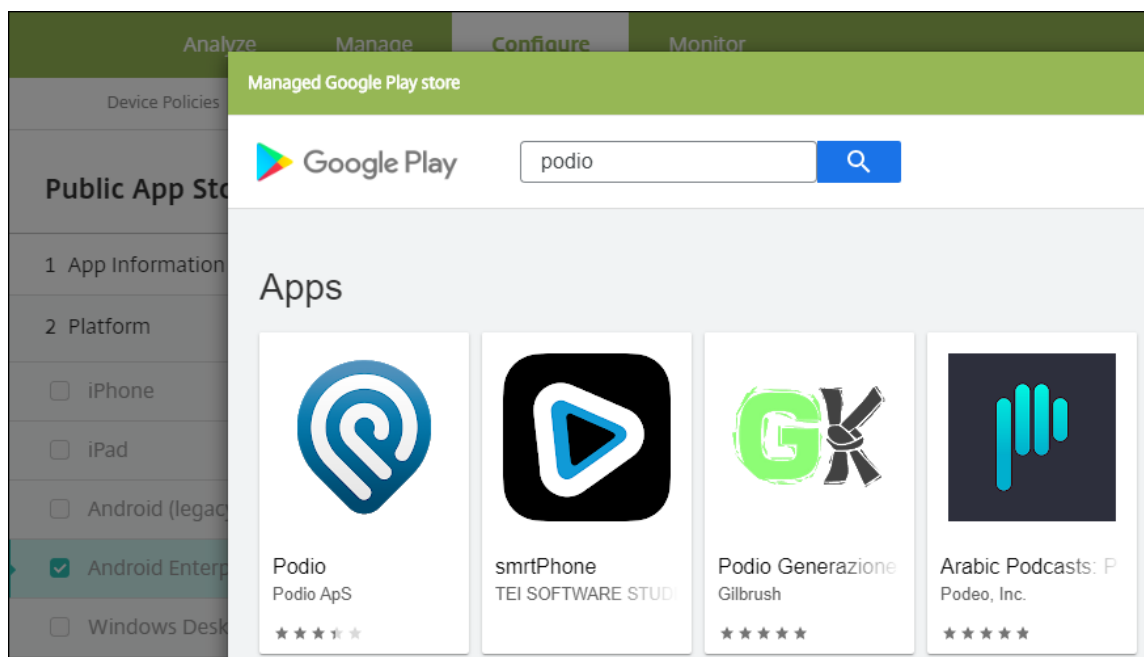 Analyze Manage Configure Monitor
Managed Google Play store
Device Policies
Google Play
podio
Public App Sto
1 App Information
Apps
2 Platform
iPhone
iPad
Android (legacy
Android Enterp
Windows Desk
GK
Podio
Podio ApS
smrtPhone
TEI SOFTWARE STUD
Podio Generazione
Gilbrush
Arabic Podcasts: P
Podeo, Inc.